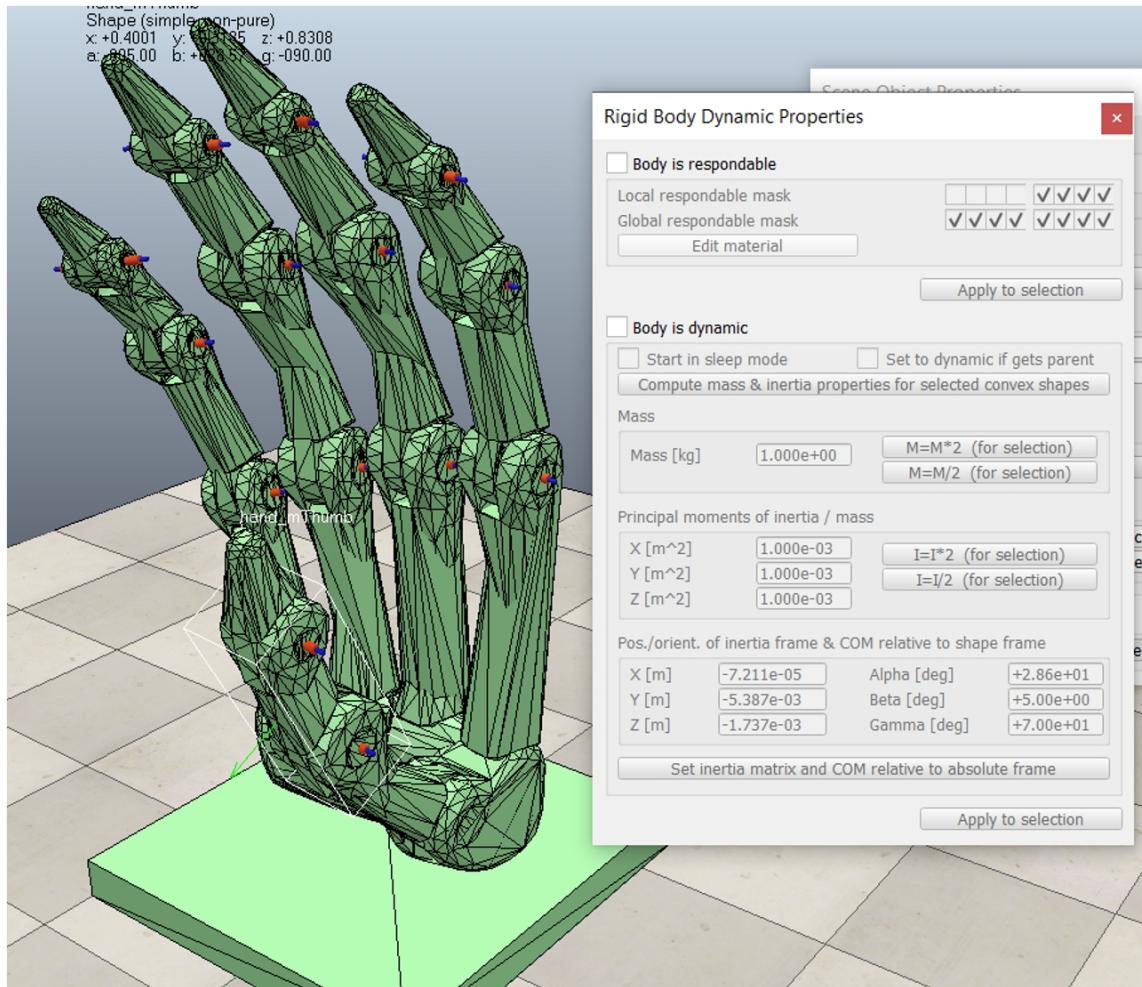 hand_mThumb
Shape (simple, non-pure)
x: +0.4001 y: z: +0.8308
a: b: g: -090.00
hand_mThumb
Scene Object Properties
Rigid Body Dynamic Properties
Body is respondable
Local respondable mask
Global respondable mask
Edit material
Apply to selection
Body is dynamic
Start in sleep mode Set to dynamic if gets parent
Compute mass & inertia properties for selected convex shapes
Mass
Mass [kg] 1.000e+00 M=M*2 (for selection)
M=M/2 (for selection)
Principal moments of inertia / mass
X [m^2] 1.000e-03 I=I*2 (for selection)
Y [m^2] 1.000e-03 I=I/2 (for selection)
Z [m^2] 1.000e-03
Pos./orient. of inertia frame & COM relative to shape frame
X [m] -7.211e-05 Alpha [deg] +2.86e+01
Y [m] -5.387e-03 Beta [deg] +5.00e+00
Z [m] -1.737e-03 Gamma [deg] +7.00e+01
Set inertia matrix and COM relative to absolute frame
Apply to selection